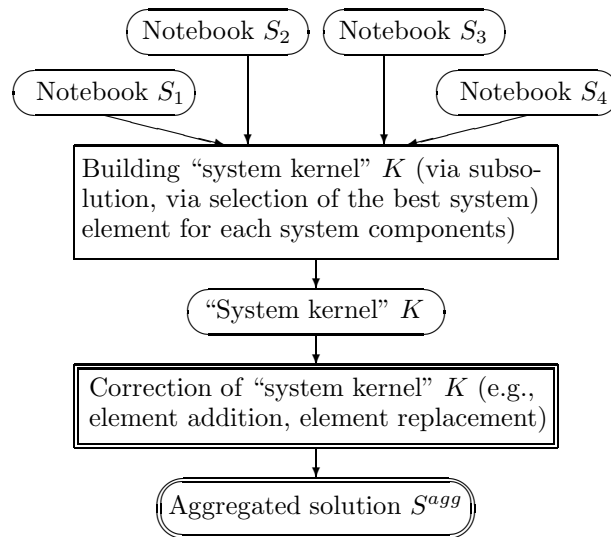 Notebook S₂
Notebook S₃
Notebook S₁
Notebook S₄
Building “system kernel” K (via subso-
lution, via selection of the best system)
element for each system components)
“System kernel” K
Correction of “system kernel” K (e.g.,
element addition, element replacement)
Aggregated solution Sᵃᵍᵍ